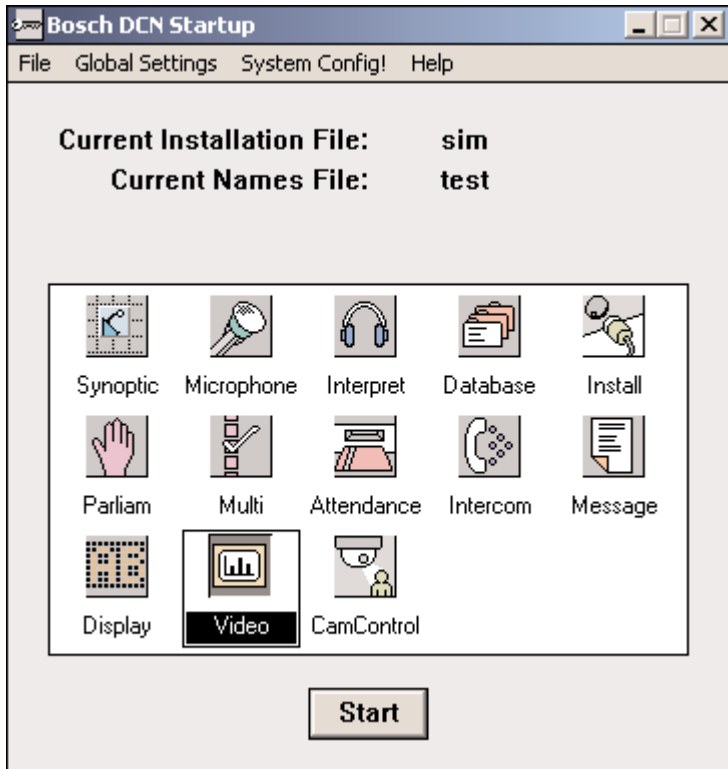 Bosch DCN Startup
File Global Settings System Config! Help
Current Installation File: sim
Current Names File: test
Synoptic Microphone Interpret Database Install
Parliam Multi Attendance Intercom Message
Display Video CamControl
Start